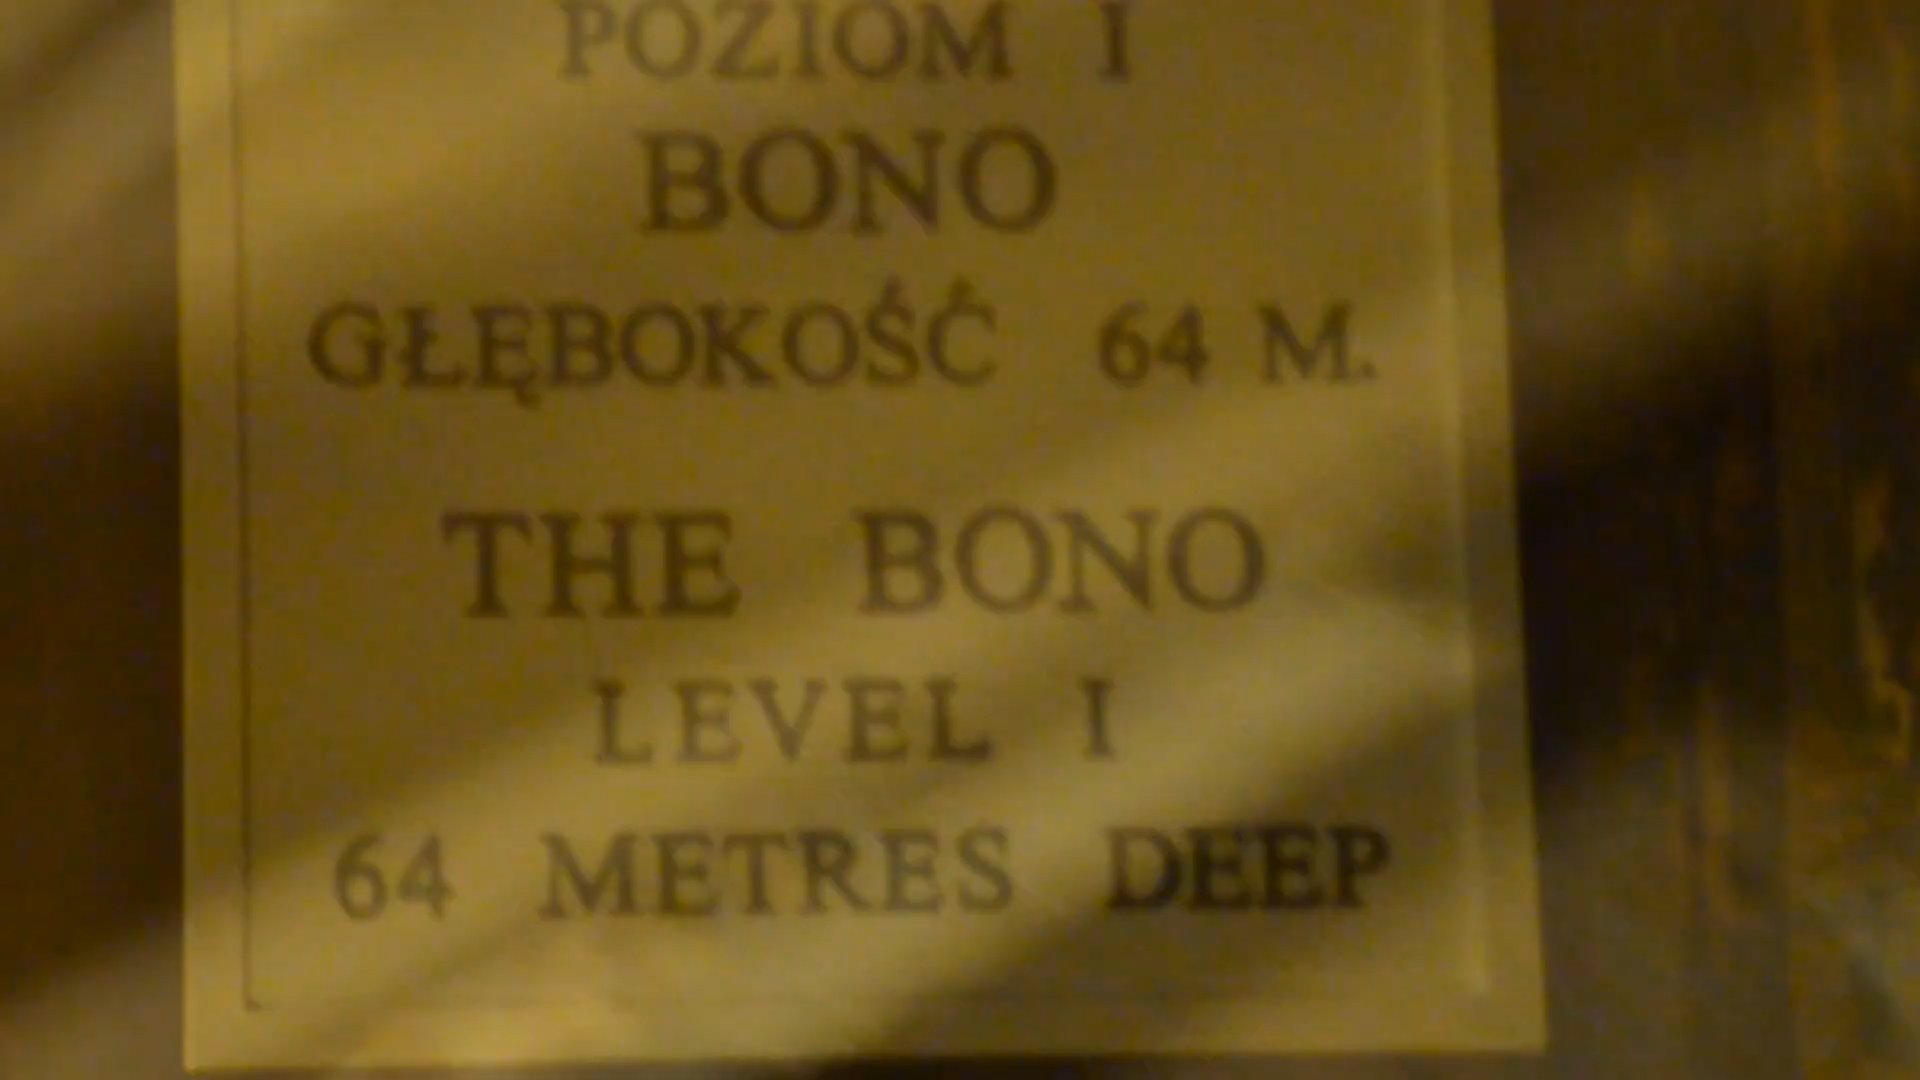 POZIOM I
BONO
GŁĘBOKOŚĆ 64 M.
THE BONO
LEVEL I
64 METRES DEEP